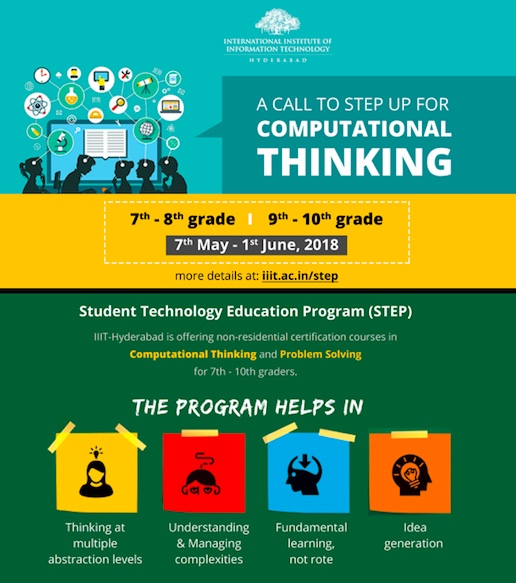 INTERNATIONAL INSTITUTE OF
INFORMATION TECHNOLOGY
HYDERABAD
A CALL TO STEP UP FOR
COMPUTATIONAL
THINKING
7th - 8th grade | 9th - 10th grade
7th May - 1st June, 2018
more details at: iiit.ac.in/step
Student Technology Education Program (STEP)
IIIT-Hyderabad is offering non-residential certification courses in
Computational Thinking and Problem Solving
for 7th - 10th graders.
THE PROGRAM HELPS IN
Thinking at
multiple
abstraction levels
Understanding
& Managing
complexities
Fundamental
learning,
not rote
Idea
generation